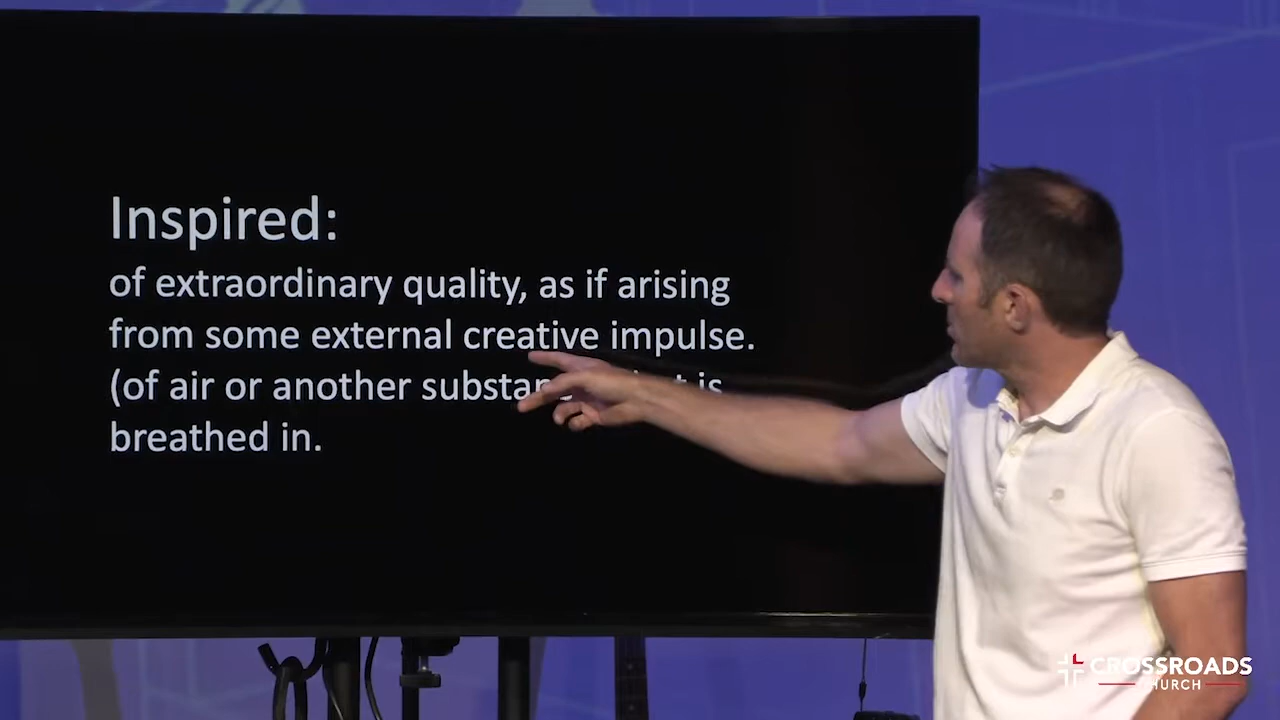 Inspired:
of extraordinary quality, as if arising
from some external creative impulse.
(of air or another is
breathed in.
CROSSROADS
CHURCH